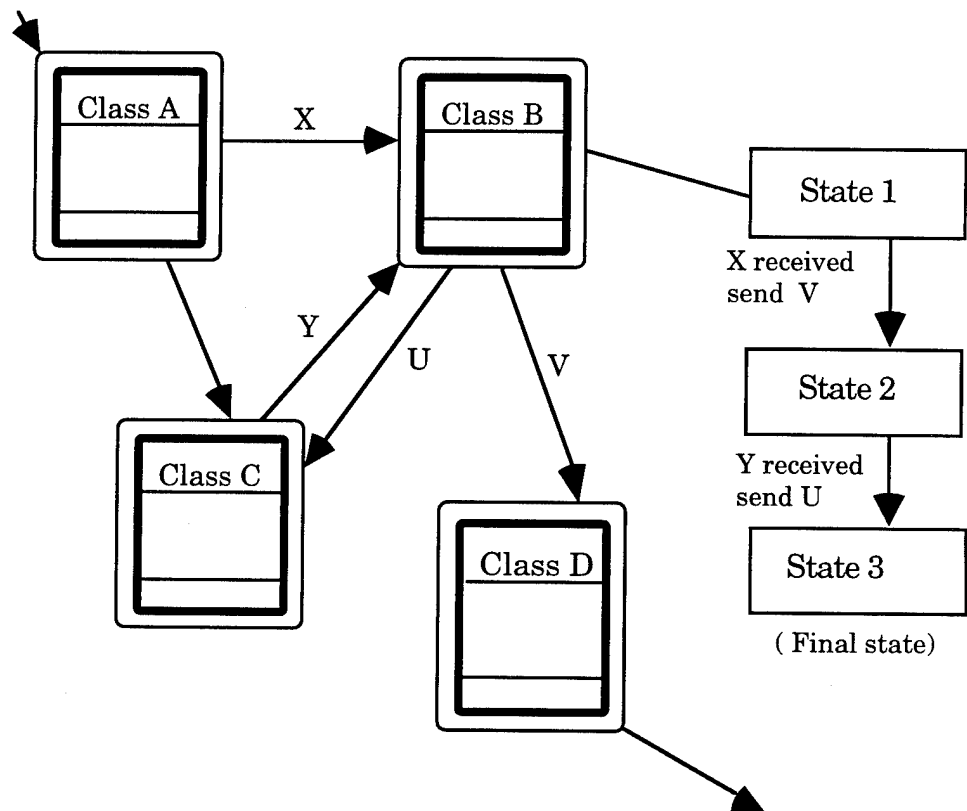 Class A
X
Class B
State 1
X received
send V
Y
U
V
State 2
Class C
Y received
send U
Class D
State 3
( Final state)